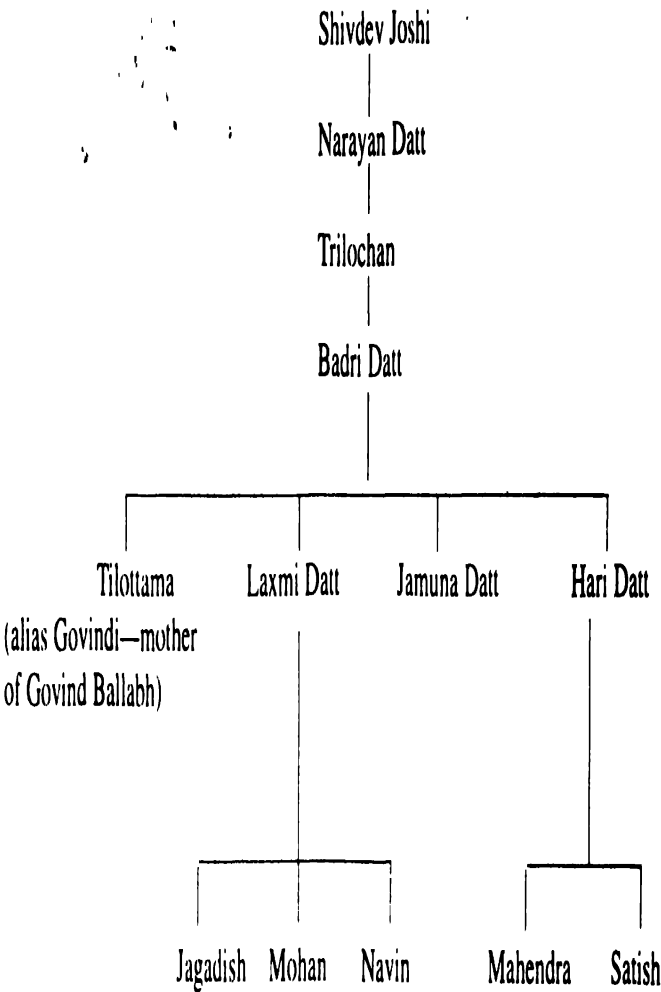 Shivdev Joshi
Narayan Datt
Trilochan
Badri Datt
Tilottama Laxmi Datt Jamuna Datt Hari Datt
(alias Govindi—mother
of Govind Ballabh)
Jagadish Mohan Navin Mahendra Satish